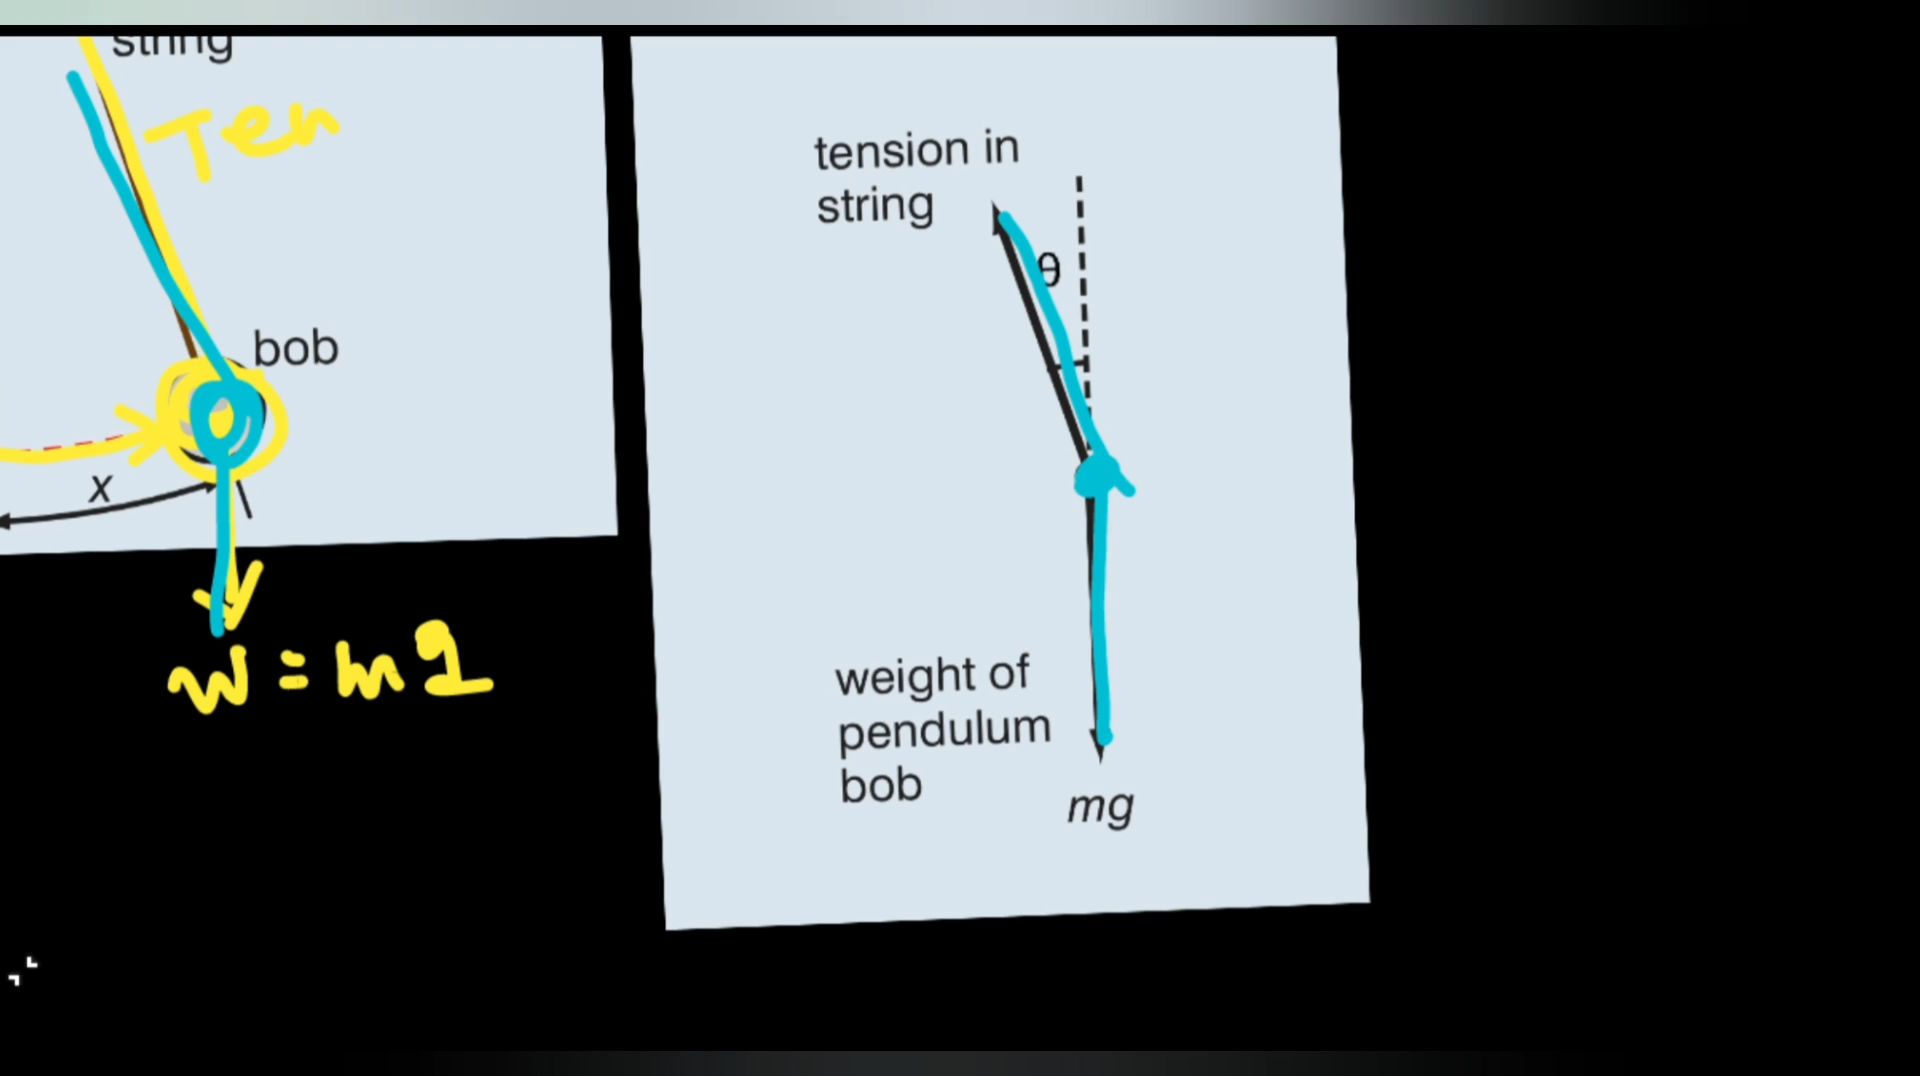 string
Ten
bob
x
w = mg
tension in
string
θ
weight of
pendulum
bob
mg